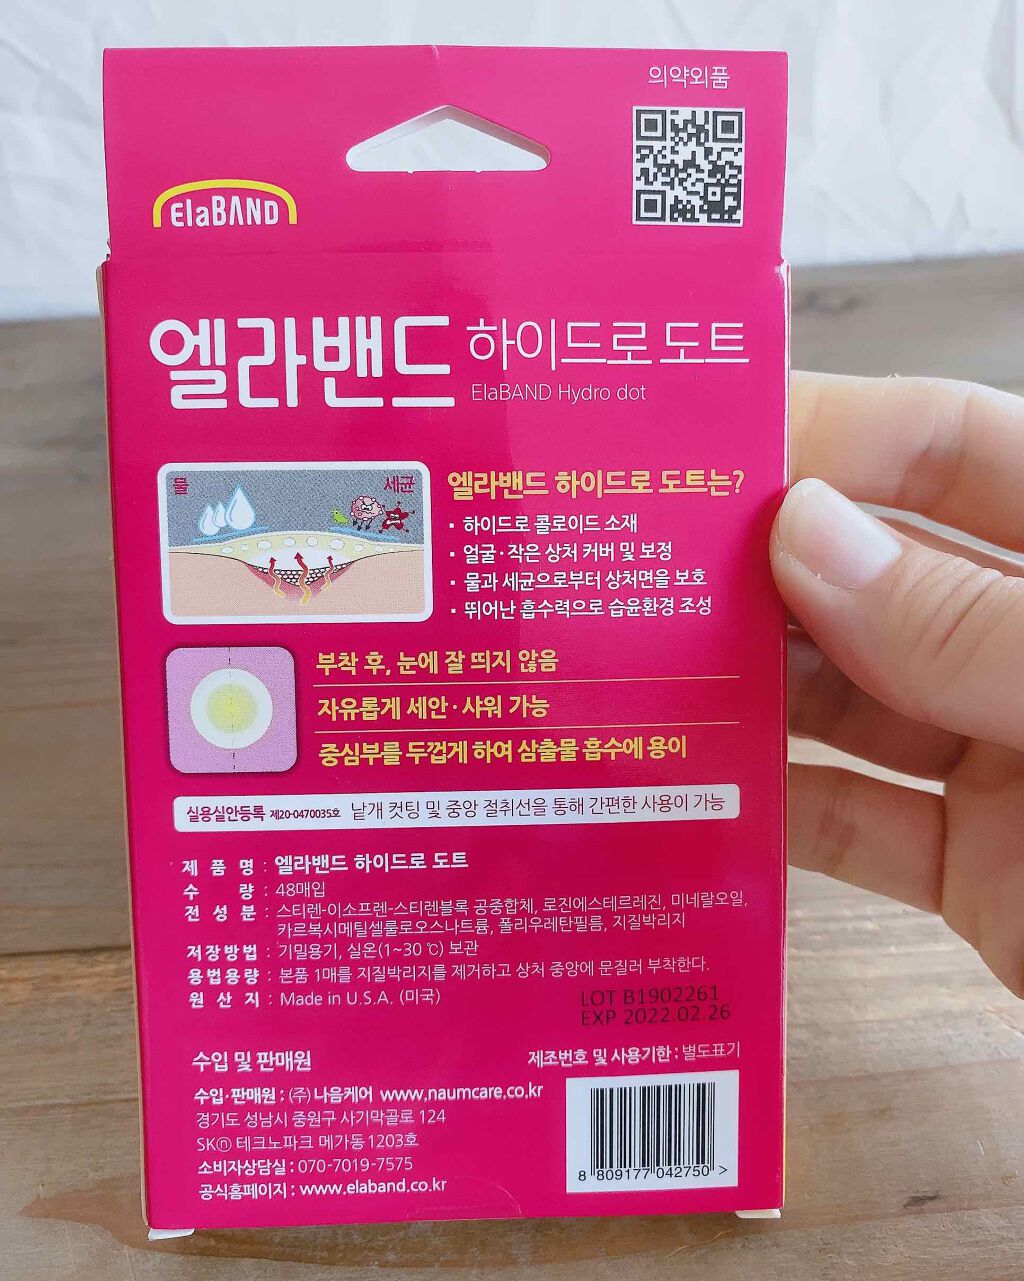 의약외품
ElaBAND
엘라밴드 하이드로 도트
ElaBAND Hydro dot
물 세균
엘라밴드 하이드로 도트는?
· 하이드로 콜로이드 소재
· 얼굴·작은 상처 커버 및 보정
· 물과 세균으로부터 상처면을 보호
· 뛰어난 흡수력으로 습윤환경 조성
부착 후, 눈에 잘 띄지 않음
자유롭게 세안·샤워 가능
중심부를 두껍게 하여 삼출물 흡수에 용이
실용실안등록 제20-0470035호 낱개 컷팅 및 중앙 절취선을 통해 간편한 사용이 가능
제 품 명 : 엘라밴드 하이드로 도트
수 량 : 48매입
전 성 분 : 스티렌-이소프렌-스티렌블록 공중합체, 로진에스테르레진, 미네랄오일,
카르복시메틸셀룰로오스나트륨, 폴리우레탄필름, 지질박리지
저장방법 : 기밀용기, 실온(1~30℃) 보관
용법용량 : 본품 1매를 지질박리지를 제거하고 상처 중앙에 문질러 부착한다.
원 산 지 : Made in U.S.A. (미국)
LOT B1902261
EXP 2022.02.26
수입 및 판매원
제조번호 및 사용기한 : 별도표기
수입·판매원 : ㈜나음케어 www.naumcare.co.kr
경기도 성남시 중원구 사기막골로 124
SKⓝ 테크노파크 메가동 1203호
소비자상담실 : 070-7019-7575
공식홈페이지 : www.elaband.co.kr
8 809177 042750 >